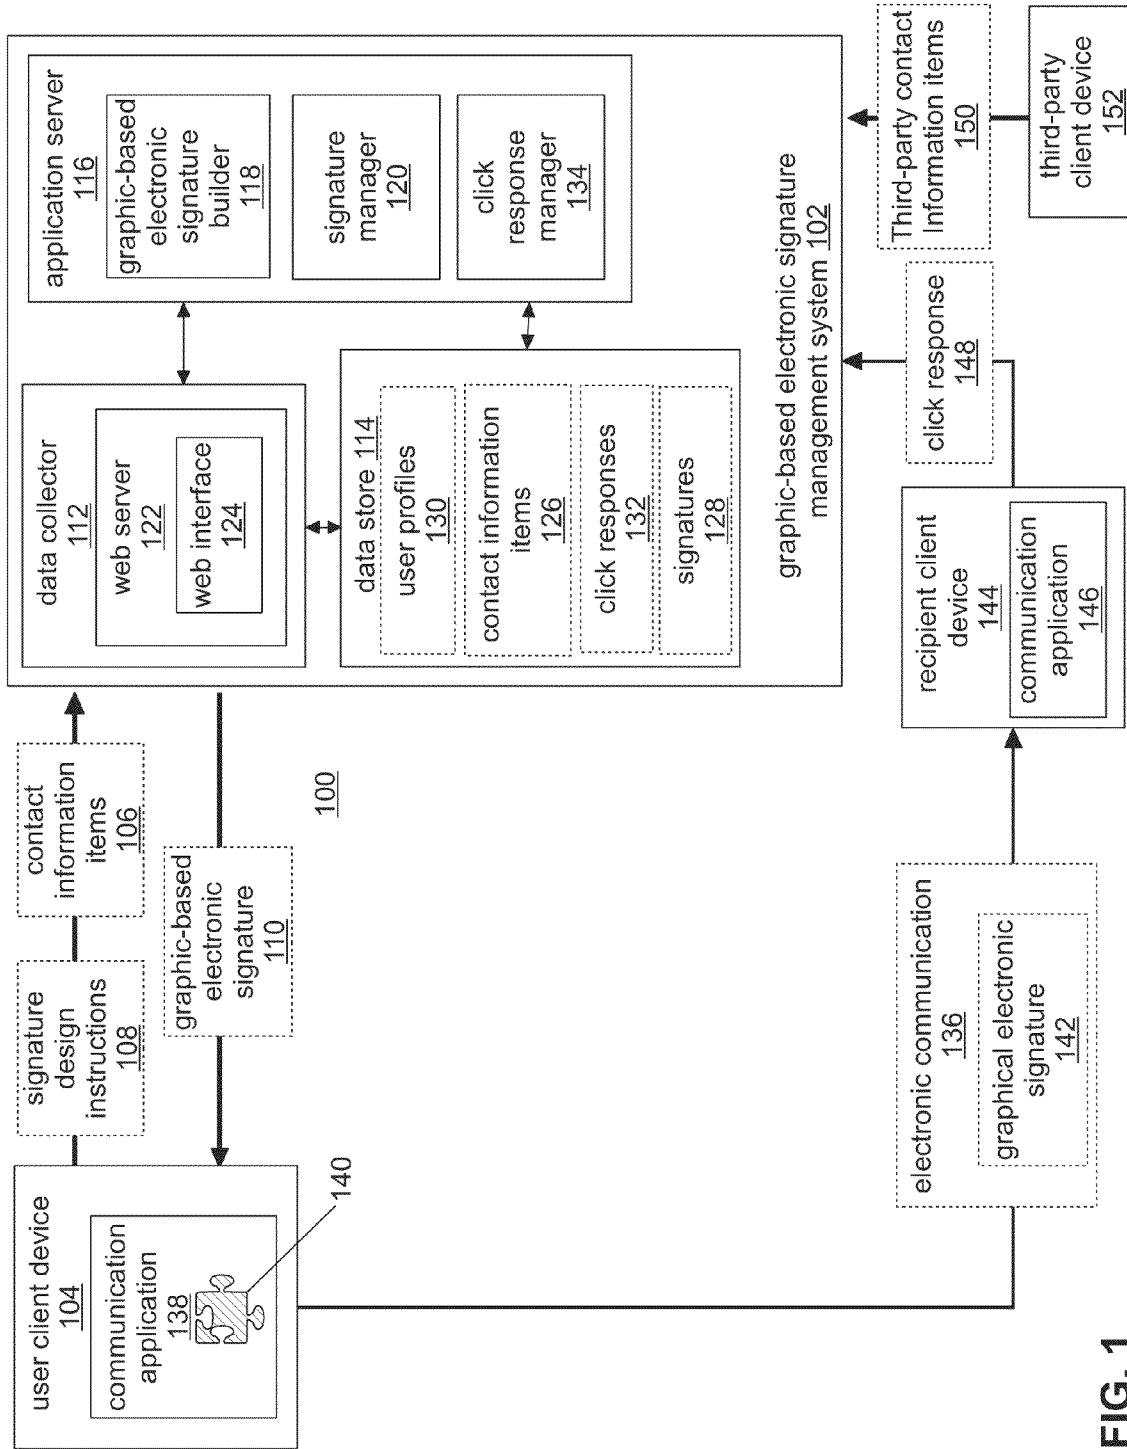 user client device
104
communication
application
138
140
signature
design
instructions
108
contact
information
items
106
graphic-based
electronic
signature
110
100
data collector
112
web server
122
web interface
124
application server
116
graphic-based
electronic
signature
builder
118
signature
manager
120
click
response
manager
134
data store 114
user profiles
130
contact information
items
126
click responses
132
signatures
128
graphic-based electronic signature
management system 102
electronic communication
136
graphical electronic
signature
142
recipient client
device
144
communication
application
146
click response
148
Third-party contact
Information items
150
third-party
client device
152
FIG. 1